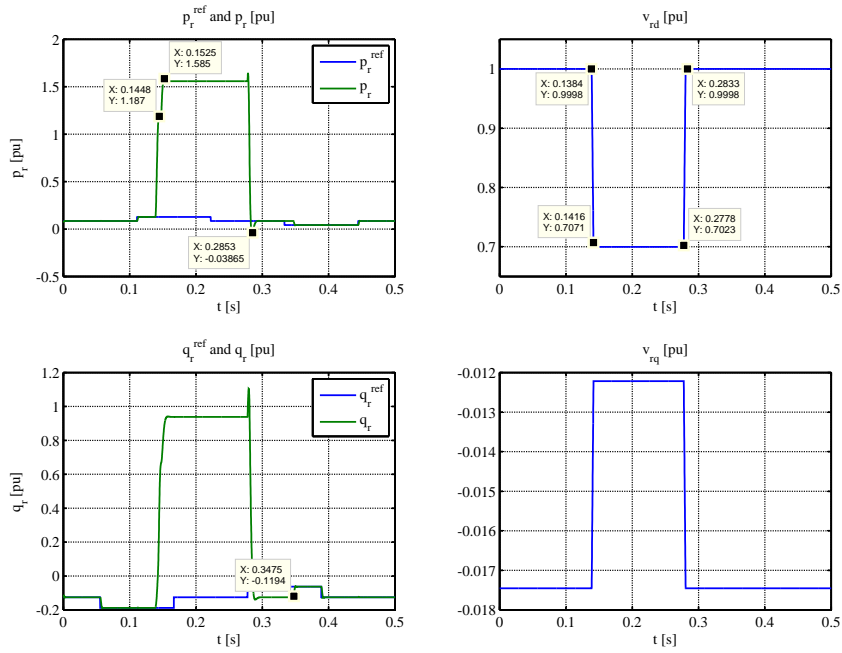 p_r^ref and p_r [pu]
2
1.5
1
0.5
0
-0.5
p_r [pu]
X: 0.1525
Y: 1.585
X: 0.1448
Y: 1.187
X: 0.2853
Y: -0.03865
p_r^ref
p_r
0 0.1 0.2 0.3 0.4 0.5
t [s]
v_rd [pu]
1
0.9
0.8
0.7
X: 0.1384
Y: 0.9998
X: 0.2833
Y: 0.9998
X: 0.1416
Y: 0.7071
X: 0.2778
Y: 0.7023
0 0.1 0.2 0.3 0.4 0.5
t [s]
q_r^ref and q_r [pu]
1.2
1
0.8
0.6
0.4
0.2
0
-0.2
q_r [pu]
q_r^ref
q_r
X: 0.3475
Y: -0.1194
0 0.1 0.2 0.3 0.4 0.5
t [s]
v_rq [pu]
-0.012
-0.013
-0.014
-0.015
-0.016
-0.017
-0.018
0 0.1 0.2 0.3 0.4 0.5
t [s]